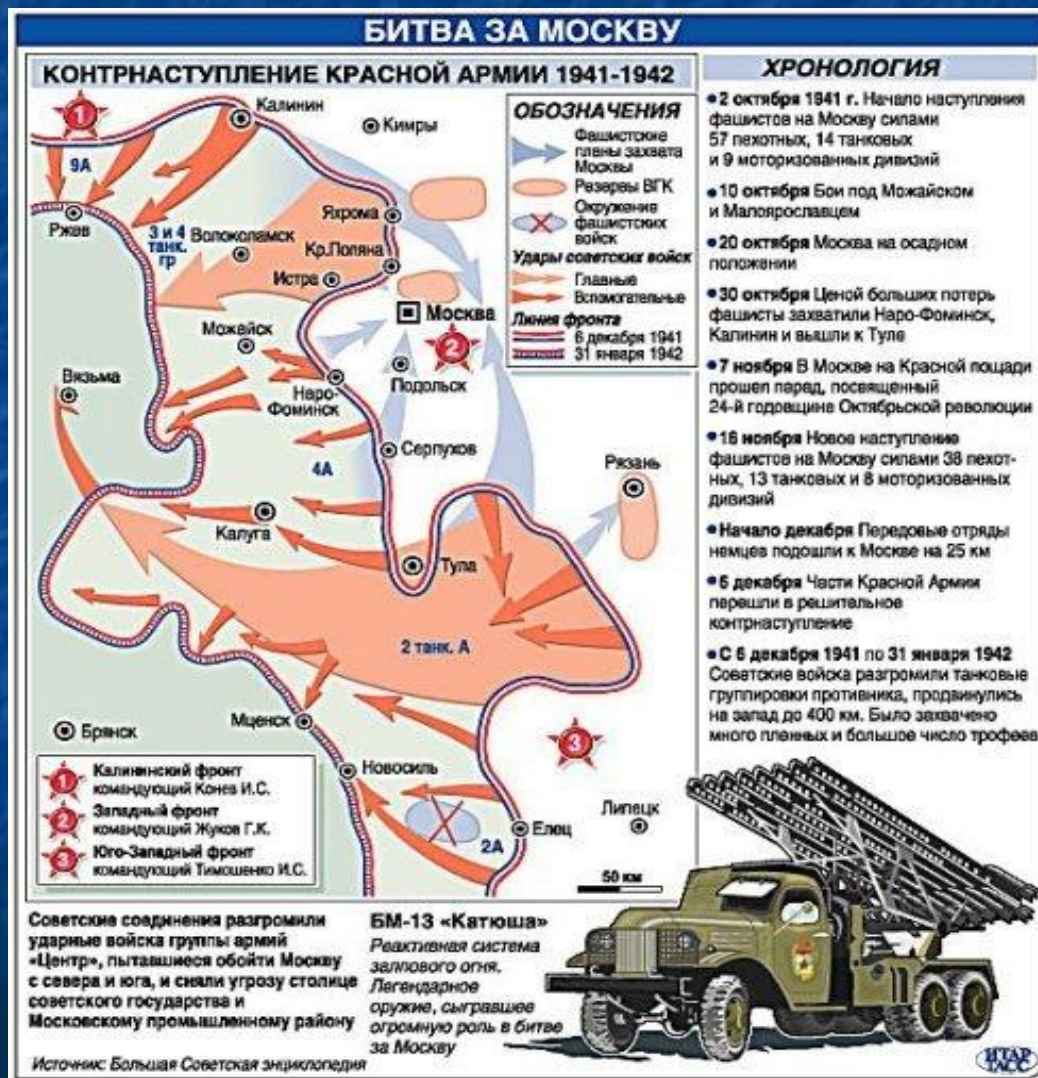 БИТВА ЗА МОСКВУ
КОНТРНАСТУПЛЕНИЕ КРАСНОЙ АРМИИ 1941-1942
1
Калинин
Кимры
9А
Ржев
3 и 4
танк.
гр
Волоколамск
Яхрома
Кр.Поляна
Истра
Москва
2
Можайск
Вязьма
Наро-
Фоминск
Подольск
Серпухов
4А
Рязань
Калуга
Тула
2 танк. А
Мценск
Брянск
3
Новосиль
Липецк
Елец
2А
50 км
ОБОЗНАЧЕНИЯ
Фашистские
планы захвата
Москвы
Резервы ВГК
Окружение
фашистских
войск
Удары советских войск
Главные
Вспомогательные
Линия фронта
6 декабря 1941
31 января 1942
1
Калининский фронт
командующий Конев И.С.
2
Западный фронт
командующий Жуков Г.К.
3
Юго-Западный фронт
командующий Тимошенко И.С.
ХРОНОЛОГИЯ
•2 октября 1941 г. Начало наступления
фашистов на Москву силами
57 пехотных, 14 танковых
и 9 моторизованных дивизий
•10 октября Бои под Можайском
и Малоярославцем
•20 октября Москва на осадном
положении
•30 октября Ценой больших потерь
фашисты захватили Наро-Фоминск,
Калинин и вышли к Туле
•7 ноября В Москве на Красной пощади
прошел парад, посвященный
24-й годовщине Октябрьской революции
•16 ноября Новое наступление
фашистов на Москву силами 38 пехот-
ных, 13 танковых и 8 моторизованных
дивизий
•Начало декабря Передовые отряды
немцев подошли к Москве на 25 км
•6 декабря Части Красной Армии
перешли в решительное
контрнаступление
•С 6 декабря 1941 по 31 января 1942
Советские войска разгромили танковые
группировки противника, продвинулись
на запад до 400 км. Было захвачено
много пленных и большое число трофеев
Советские соединения разгромили
ударные войска группы армий
«Центр», пытавшиеся обойти Москву
с севера и юга, и сняли угрозу столице
советского государства и
Московскому промышленному району
Источник: Большая Советская энциклопедия
БМ-13 «Катюша»
Реактивная система
залпового огня.
Легендарное
оружие, сыгравшее
огромную роль в битве
за Москву
ИТАР
ТАСС